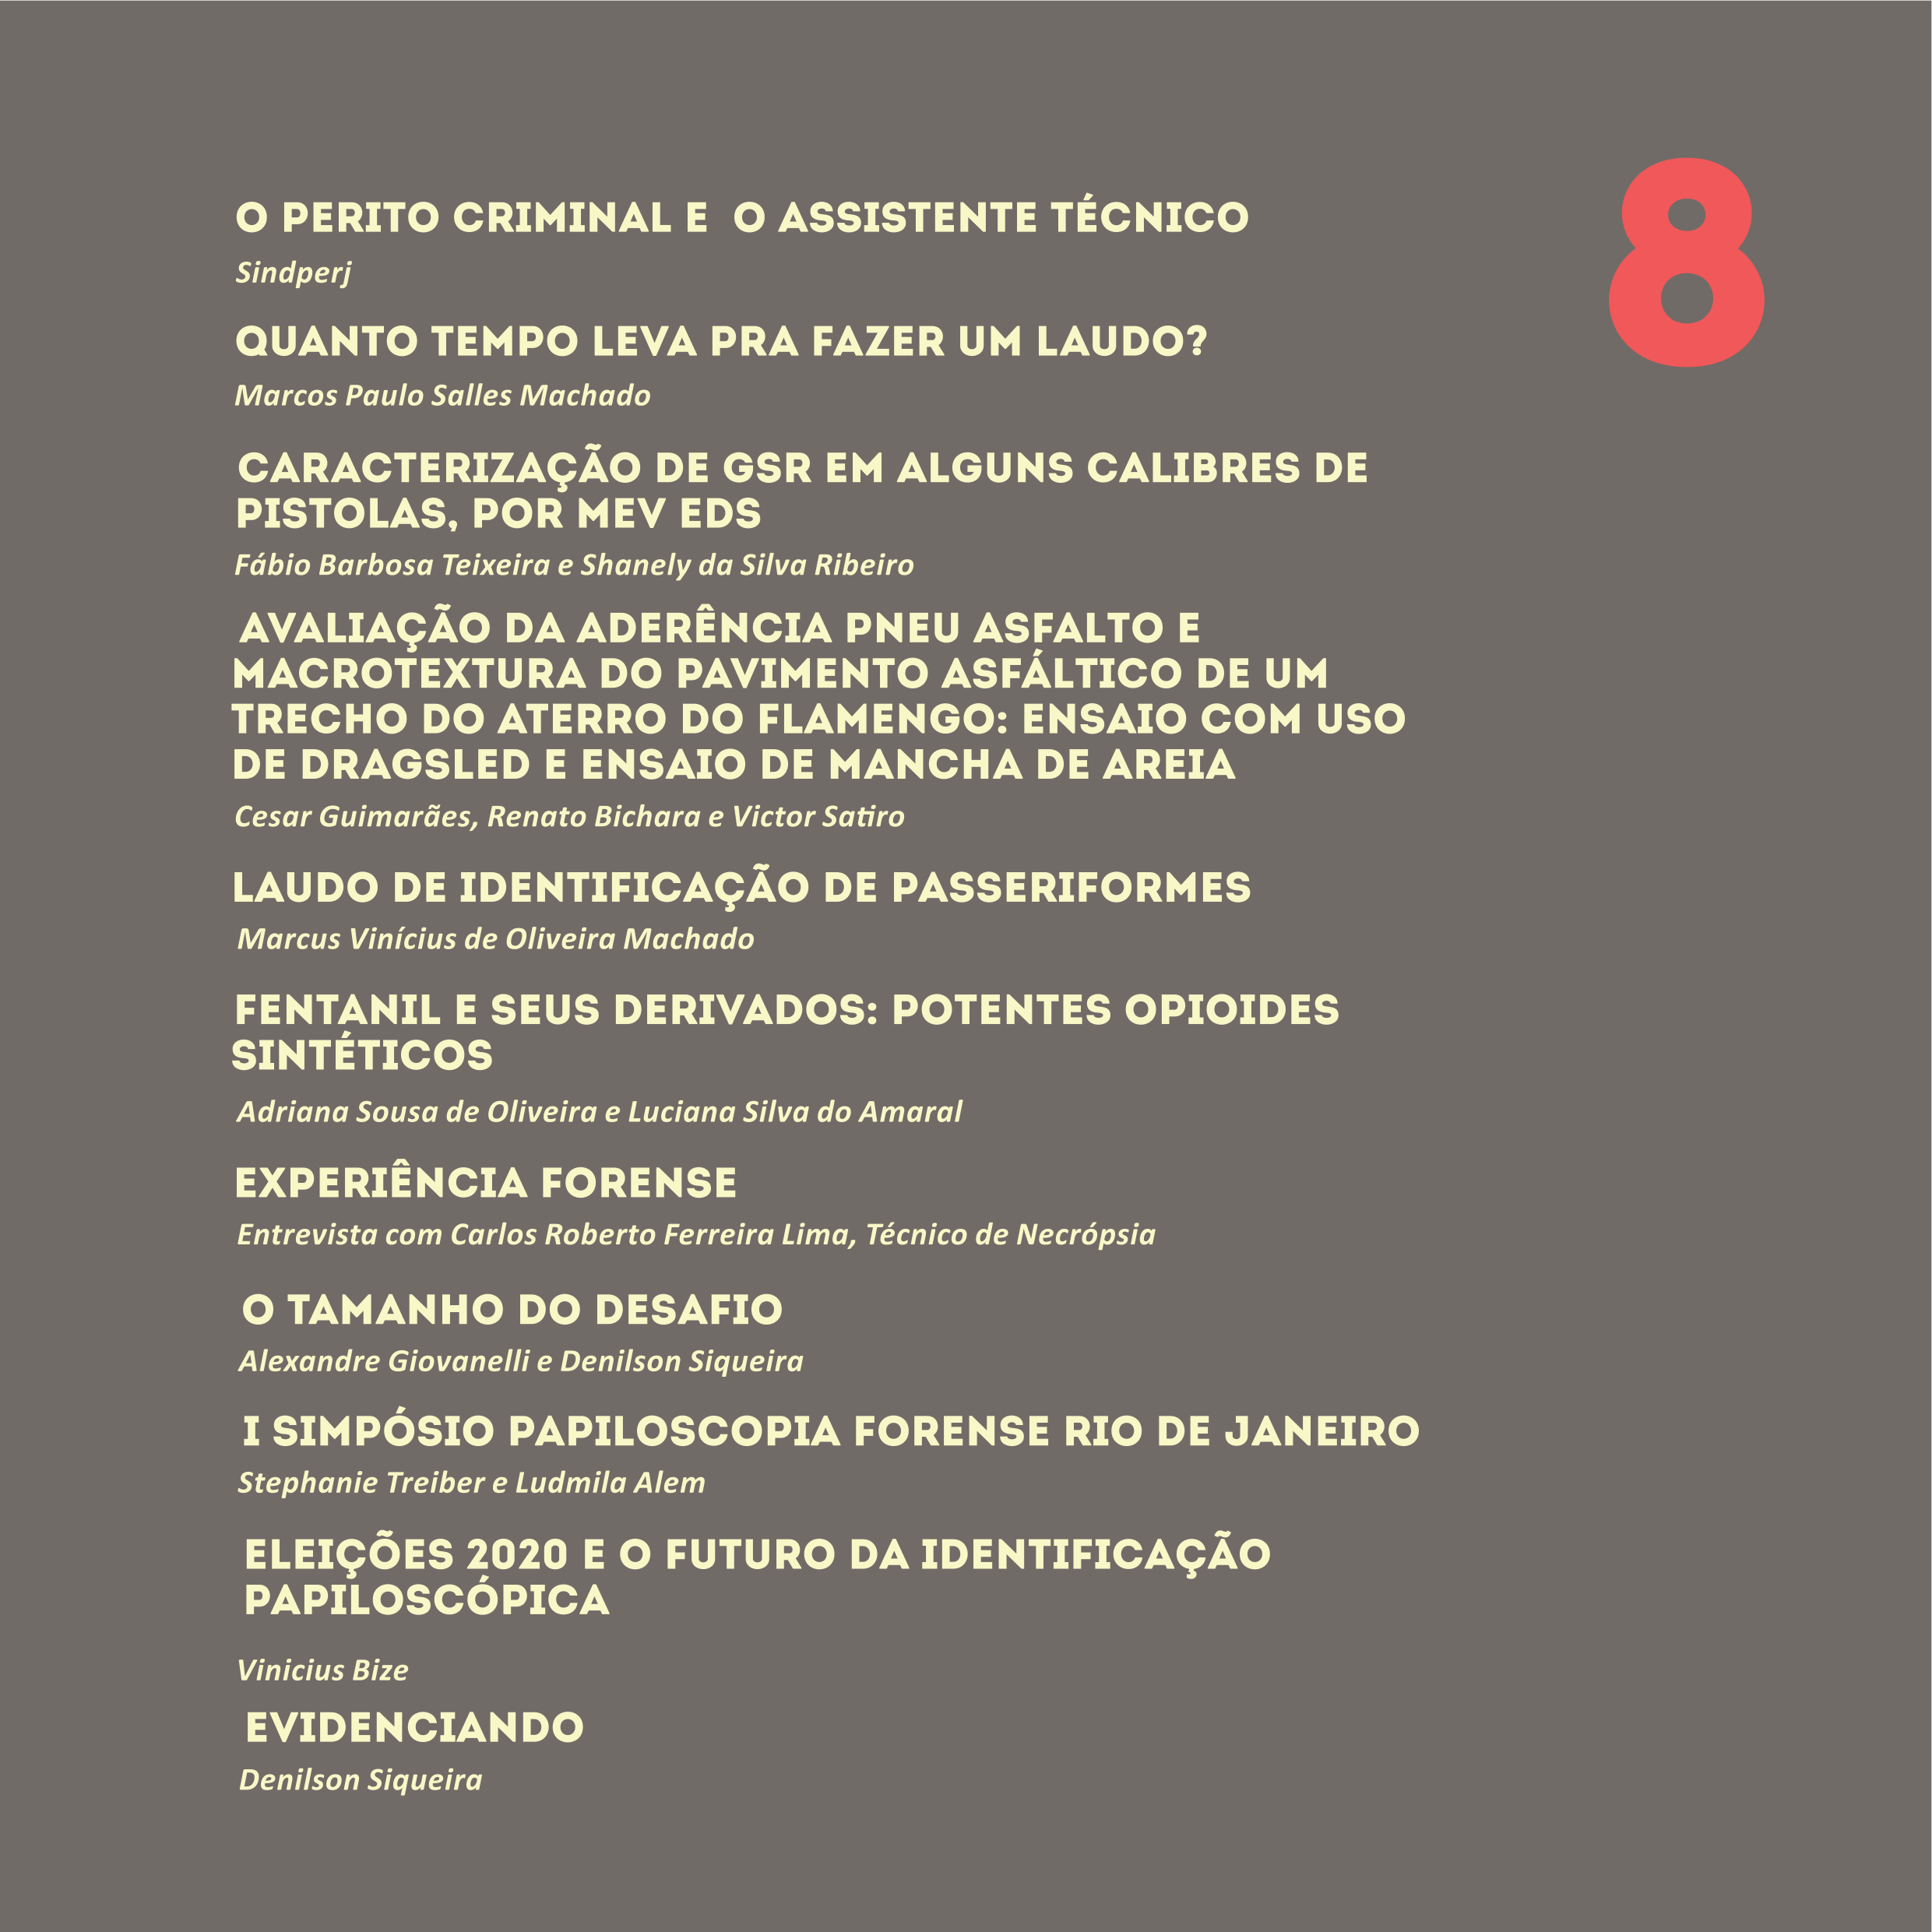 8
O PERITO CRIMINAL E  O ASSISTENTE TÉCNICO
Sindperj
QUANTO TEMPO LEVA PRA FAZER UM LAUDO?
Marcos Paulo Salles Machado
CARACTERIZAÇÃO DE GSR EM ALGUNS CALIBRES DE
PISTOLAS, POR MEV EDS
Fábio Barbosa Teixeira e Shanely da Silva Ribeiro
AVALIAÇÃO DA ADERÊNCIA PNEU ASFALTO E
MACROTEXTURA DO PAVIMENTO ASFÁLTICO DE UM
TRECHO DO ATERRO DO FLAMENGO: ENSAIO COM USO
DE DRAGSLED E ENSAIO DE MANCHA DE AREIA
Cesar Guimarães, Renato Bichara e Victor Satiro
LAUDO DE IDENTIFICAÇÃO DE PASSERIFORMES
Marcus Vinícius de Oliveira Machado
FENTANIL E SEUS DERIVADOS: POTENTES OPIOIDES
SINTÉTICOS
Adriana Sousa de Oliveira e Luciana Silva do Amaral
EXPERIÊNCIA FORENSE
Entrevista com Carlos Roberto Ferreira Lima, Técnico de Necrópsia
O TAMANHO DO DESAFIO
Alexandre Giovanelli e Denilson Siqueira
I SIMPÓSIO PAPILOSCOPIA FORENSE RIO DE JANEIRO
Stephanie Treiber e Ludmila Alem
ELEIÇÕES 2020 E O FUTURO DA IDENTIFICAÇÃO
PAPILOSCÓPICA
Vinicius Bize
EVIDENCIANDO
Denilson Siqueira